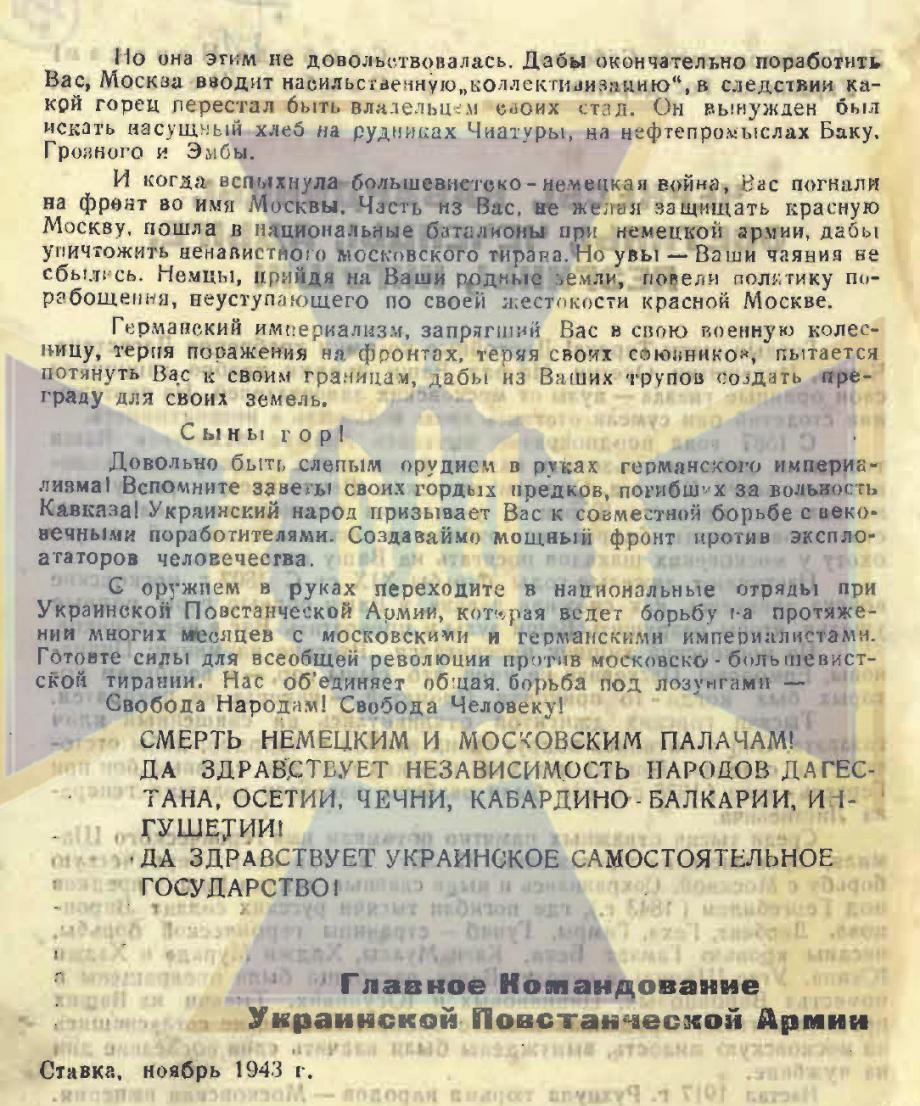 Но она этим не довольствовалась. Дабы окончательно поработить
Вас, Москва вводит насильственную „коллективизацию“, в следствии ка-
кой горец перестал быть владельцем своих стад. Он вынужден был
искать насущный хлеб на рудниках Чиатуры, на нефтепромыслах Баку,
Грозного и Эмбы.
И когда вспыхнула большевистско-немецкая война, Вас погнали
на фронт во имя Москвы. Часть из Вас, не желая защищать красную
Москву, пошла в национальные баталионы при немецкой армии, дабы
уничтожить ненавистного московского тирана. Но увы — Ваши чаяния не
сбылись. Немцы, прийдя на Ваши родные земли, повели политику по-
рабощения, неуступающего по своей жестокости красной Москве.
Германский империализм, запрягший Вас в свою военную колес-
ницу, терпя поражения на фронтах, теряя своих союзников, пытается
потянуть Вас к своим границам, дабы из Ваших трупов создать пре-
граду для своих земель.
Сыны гор!
Довольно быть слепым орудием в руках германского империа-
лизма! Вспомните заветы своих гордых предков, погибших за вольность
Кавказа! Украинский народ призывает Вас к совместной борьбе с веко-
вечными поработителями. Создаваймо мощный фронт против экспло-
ататоров человечества.
С оружием в руках переходите в национальные отряды при
Украинской Повстанческой Армии, которая ведет борьбу на протяже-
нии многих месяцев с московскими и германскими империалистами.
Готовте силы для всеобщей революции против московско-большевист-
ской тирании. Нас об'единяет общая борьба под лозунгами —
Свобода Народам! Свобода Человеку!
СМЕРТЬ НЕМЕЦКИМ И МОСКОВСКИМ ПАЛАЧАМ!
ДА ЗДРАВСТВУЕТ НЕЗАВИСИМОСТЬ НАРОДОВ ДАГЕС-
ТАНА, ОСЕТИИ, ЧЕЧНИ, КАБАРДИНО-БАЛКАРИИ, ИН-
ГУШЕТИИ!
ДА ЗДРАВСТВУЕТ УКРАИНСКОЕ САМОСТОЯТЕЛЬНОЕ
ГОСУДАРСТВО!
Главное Командование
Украинской Повстанческой Армии
Ставка, ноябрь 1943 г.